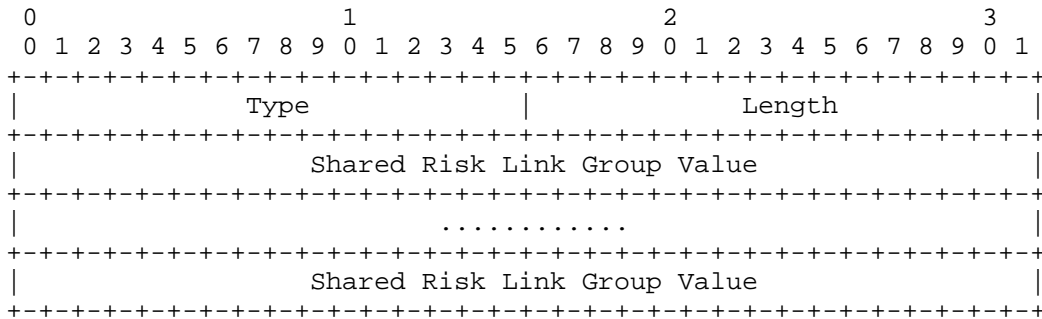 0                   1                   2                   3
 0 1 2 3 4 5 6 7 8 9 0 1 2 3 4 5 6 7 8 9 0 1 2 3 4 5 6 7 8 9 0 1
+-+-+-+-+-+-+-+-+-+-+-+-+-+-+-+-+-+-+-+-+-+-+-+-+-+-+-+-+-+-+-+-+
|              Type             |             Length            |
+-+-+-+-+-+-+-+-+-+-+-+-+-+-+-+-+-+-+-+-+-+-+-+-+-+-+-+-+-+-+-+-+
|                  Shared Risk Link Group Value                 |
+-+-+-+-+-+-+-+-+-+-+-+-+-+-+-+-+-+-+-+-+-+-+-+-+-+-+-+-+-+-+-+-+
|                          ............                         |
+-+-+-+-+-+-+-+-+-+-+-+-+-+-+-+-+-+-+-+-+-+-+-+-+-+-+-+-+-+-+-+-+
|                  Shared Risk Link Group Value                 |
+-+-+-+-+-+-+-+-+-+-+-+-+-+-+-+-+-+-+-+-+-+-+-+-+-+-+-+-+-+-+-+-+